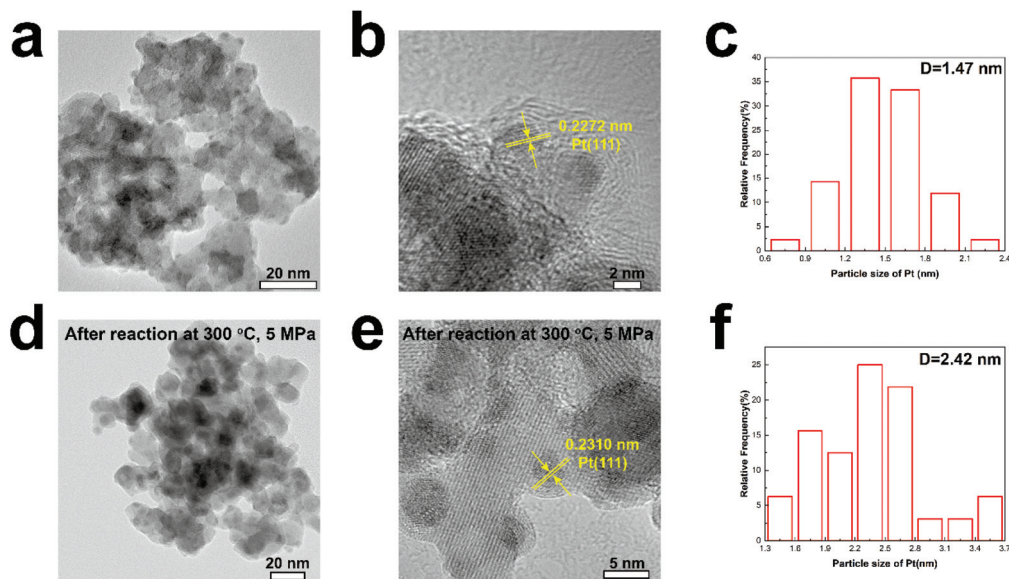 a
20 nm
b
0.2272 nm
Pt(111)
2 nm
c
D=1.47 nm
Relative Frequency(%)
40
35
30
25
20
15
10
5
0
0.6 0.9 1.2 1.5 1.8 2.1 2.4
Particle size of Pt (nm)
d
After reaction at 300 °C, 5 MPa
20 nm
e
After reaction at 300 °C, 5 MPa
0.2310 nm
Pt(111)
5 nm
f
D=2.42 nm
Relative Frequency(%)
25
20
15
10
5
0
1.3 1.6 1.9 2.2 2.5 2.8 3.1 3.4 3.7
Particle size of Pt(nm)